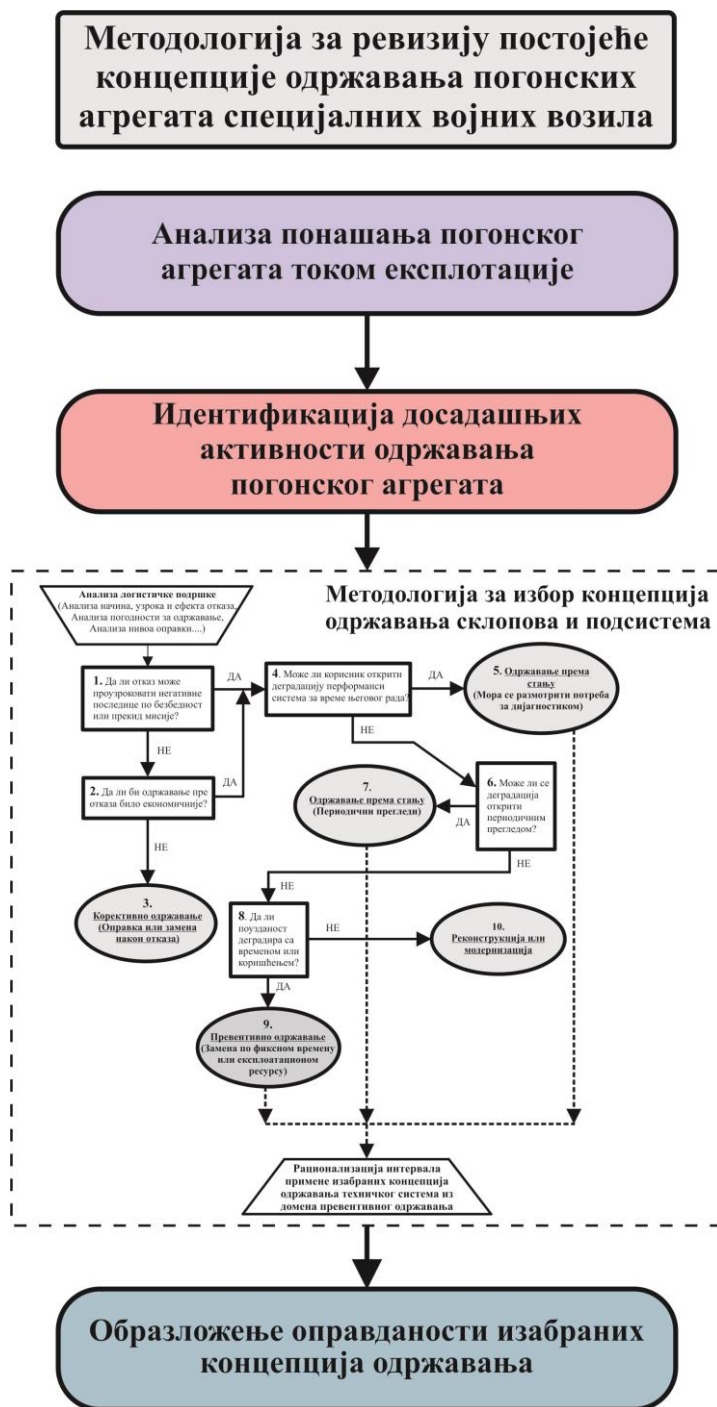 Методологија за ревизију постојеће
концепције одржавања погонских
агрегата специјалних војних возила
Анализа понашања погонског
агрегата током експлотације
Идентификација досадашњих
активности одржавања
погонског агрегата
Методологија за избор концепција
одржавања склопова и подсистема
Анализа логистичке подршке
(Анализа начина, узрока и ефекта отказа,
Анализа погодности за одржавање,
Анализа нивоа оправки....)
1. Да ли отказ може
проузроковати негативне
последице по безбедност
или прекид мисије?
ДА
4. Може ли корисник открити
деградацију перформанси
система за време његовог рада?
ДА
5. Одржавање према
стању
(Мора се размотрити потреба
за дијагностиком)
НЕ
НЕ
2. Да ли би одржавање пре
отказа било економичније?
ДА
7.
Одржавање према стању
(Периодични прегледи)
ДА
6. Може ли се
деградација
открити
периодичним
прегледом?
НЕ
НЕ
НЕ
3.
Корективно одржавање
(Оправка или замена
након отказа)
8. Да ли
поузданост
деградира са
временом или
коришћењем?
НЕ
10.
Реконструкција или
модернизација
ДА
9.
Превентивно одржавање
(Замена по фиксном времену
или експлоатационом
ресурсу)
Рационализација интервала
примене изабраних концепција
одржавања техничког система из
домена превентивног одржавања
Образложење оправданости изабраних
концепција одржавања